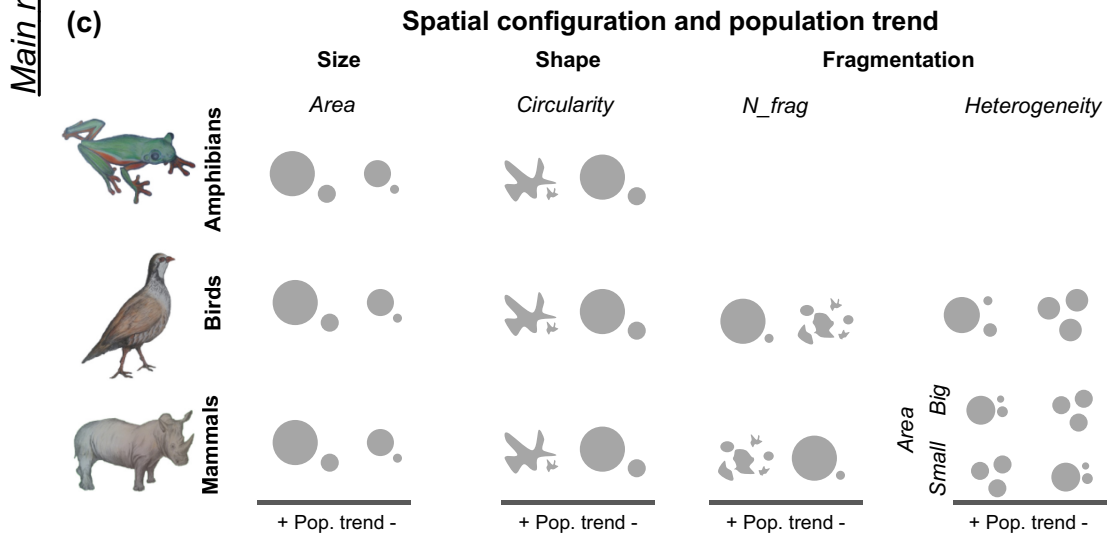 Main r
(c)
Spatial configuration and population trend
Size Shape Fragmentation
Area Circularity N_frag Heterogeneity
Amphibians
Birds
Mammals
Area
Big
Small
+ Pop. trend - + Pop. trend - + Pop. trend - + Pop. trend -